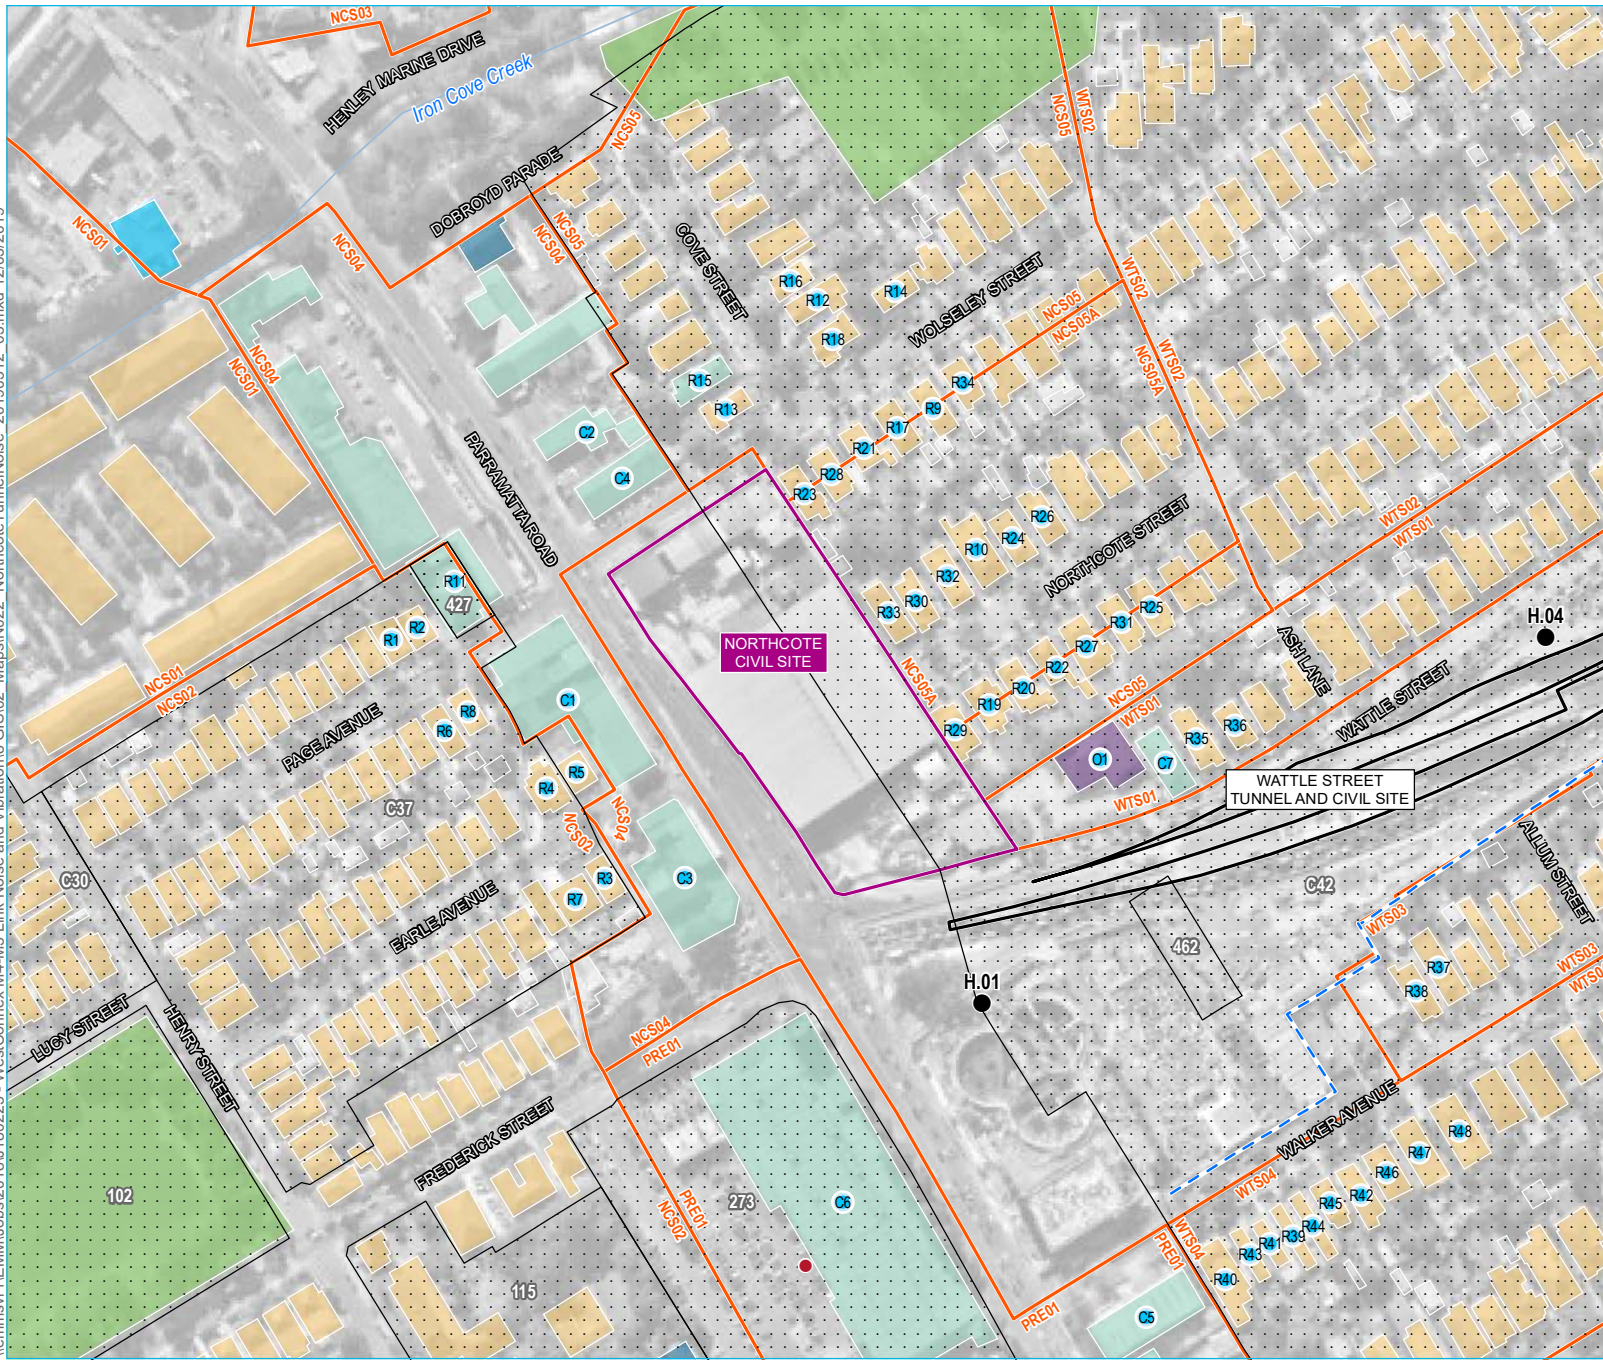 NCS03
HENLEY MARINE DRIVE
Iron Cove Creek
NCS05
NCS05
WTS02
DOBROYD PARADE
NCS01
NCS04
NCS05
NCS04
COVE STREET
R16
R12
R14
R18
WOLSELEY STREET
WTS02
NCS05
NCS05A
NCS04
NCS01
R15
R13
R34
R9
R17
R21
R28
R23
WTS02
NCS05A
C2
C4
PARRAMATTA ROAD
R26
R24
R10
R32
R30
R33
NORTHCOTE STREET
WTS02
WTS01
R11
427
R1
R2
NORTHCOTE
CIVIL SITE
R25
R31
R27
R22
R20
R19
R29
NCS05A
ASH LANE
H.04
NCS01
NCS02
PAGE AVENUE
R8
R6
C1
NCS05
WTS01
WATTLE STREET
R36
R35
O1
C7
R5
R4
C37
NCS04
NCS02
WTS01
WATTLE STREET
TUNNEL AND CIVIL SITE
ALLUM STREET
C30
R3
R7
C3
EARLE AVENUE
C42
WTS03
462
R37
R38
WTS03
H.01
LUCY STREET
HENRY STREET
NCS04
PRE01
FREDERICK STREET
WALKER AVENUE
R48
R47
R46
R42
R45
R44
R39
R41
R43
R40
WTS04
WTS04
PRE01
102
273
PRE01
NCS02
C6
115
PRE01
C5